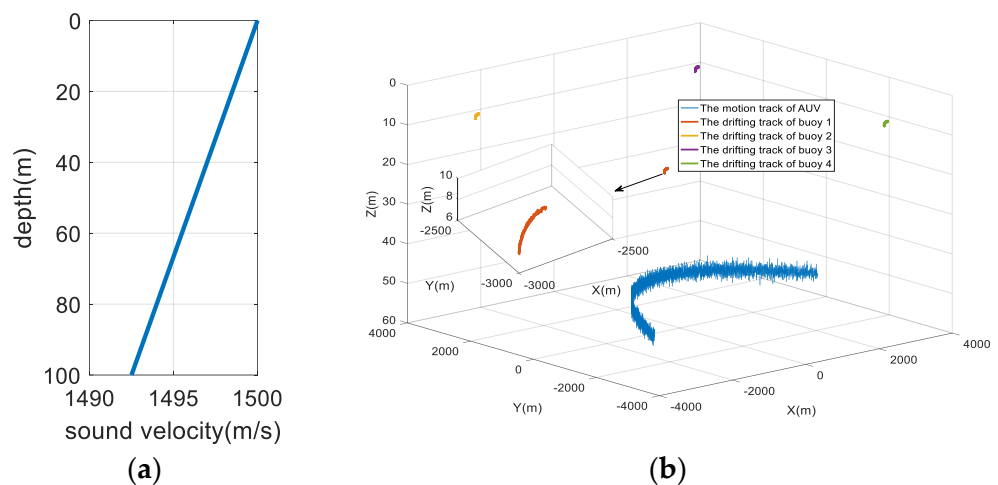 0
20
40
60
80
100
depth(m)
1490
1495
1500
sound velocity(m/s)
(a)
0
10
20
30
40
50
60
Z(m)
4000
2000
0
-2000
-4000
Y(m)
-4000
-2000
0
2000
4000
X(m)
The motion track of AUV
The drifting track of buoy 1
The drifting track of buoy 2
The drifting track of buoy 3
The drifting track of buoy 4
10
8
6
Z(m)
-2500
-3000
Y(m)
-3000
-2500
X(m)
(b)